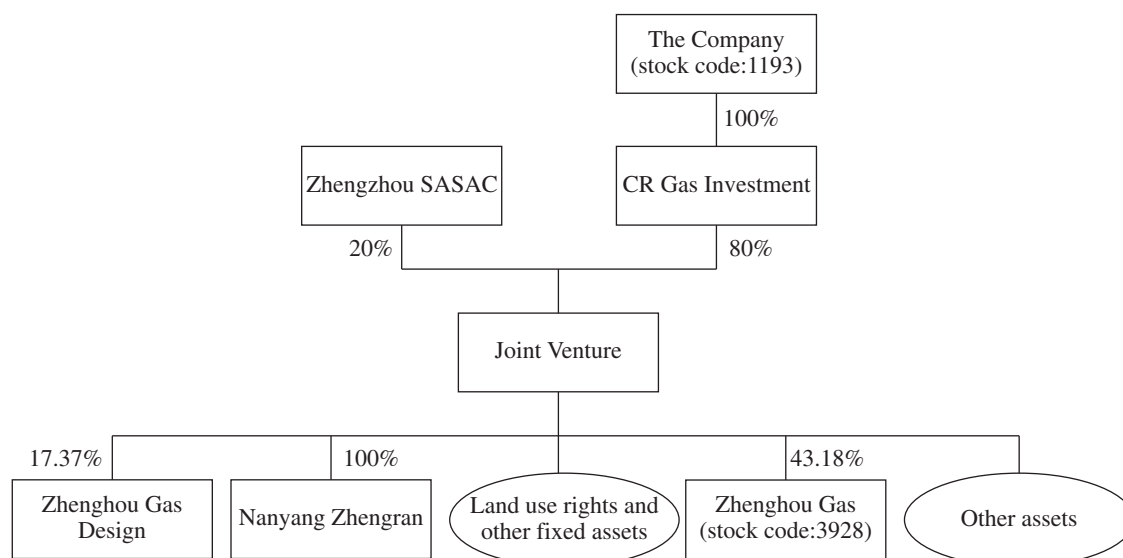 The Company
(stock code:1193)
100%
Zhengzhou SASAC
CR Gas Investment
20%
80%
Joint Venture
17.37%
100%
43.18%
Zhenghou Gas
Design
Nanyang Zhengran
Land use rights and
other fixed assets
Zhenghou Gas
(stock code:3928)
Other assets